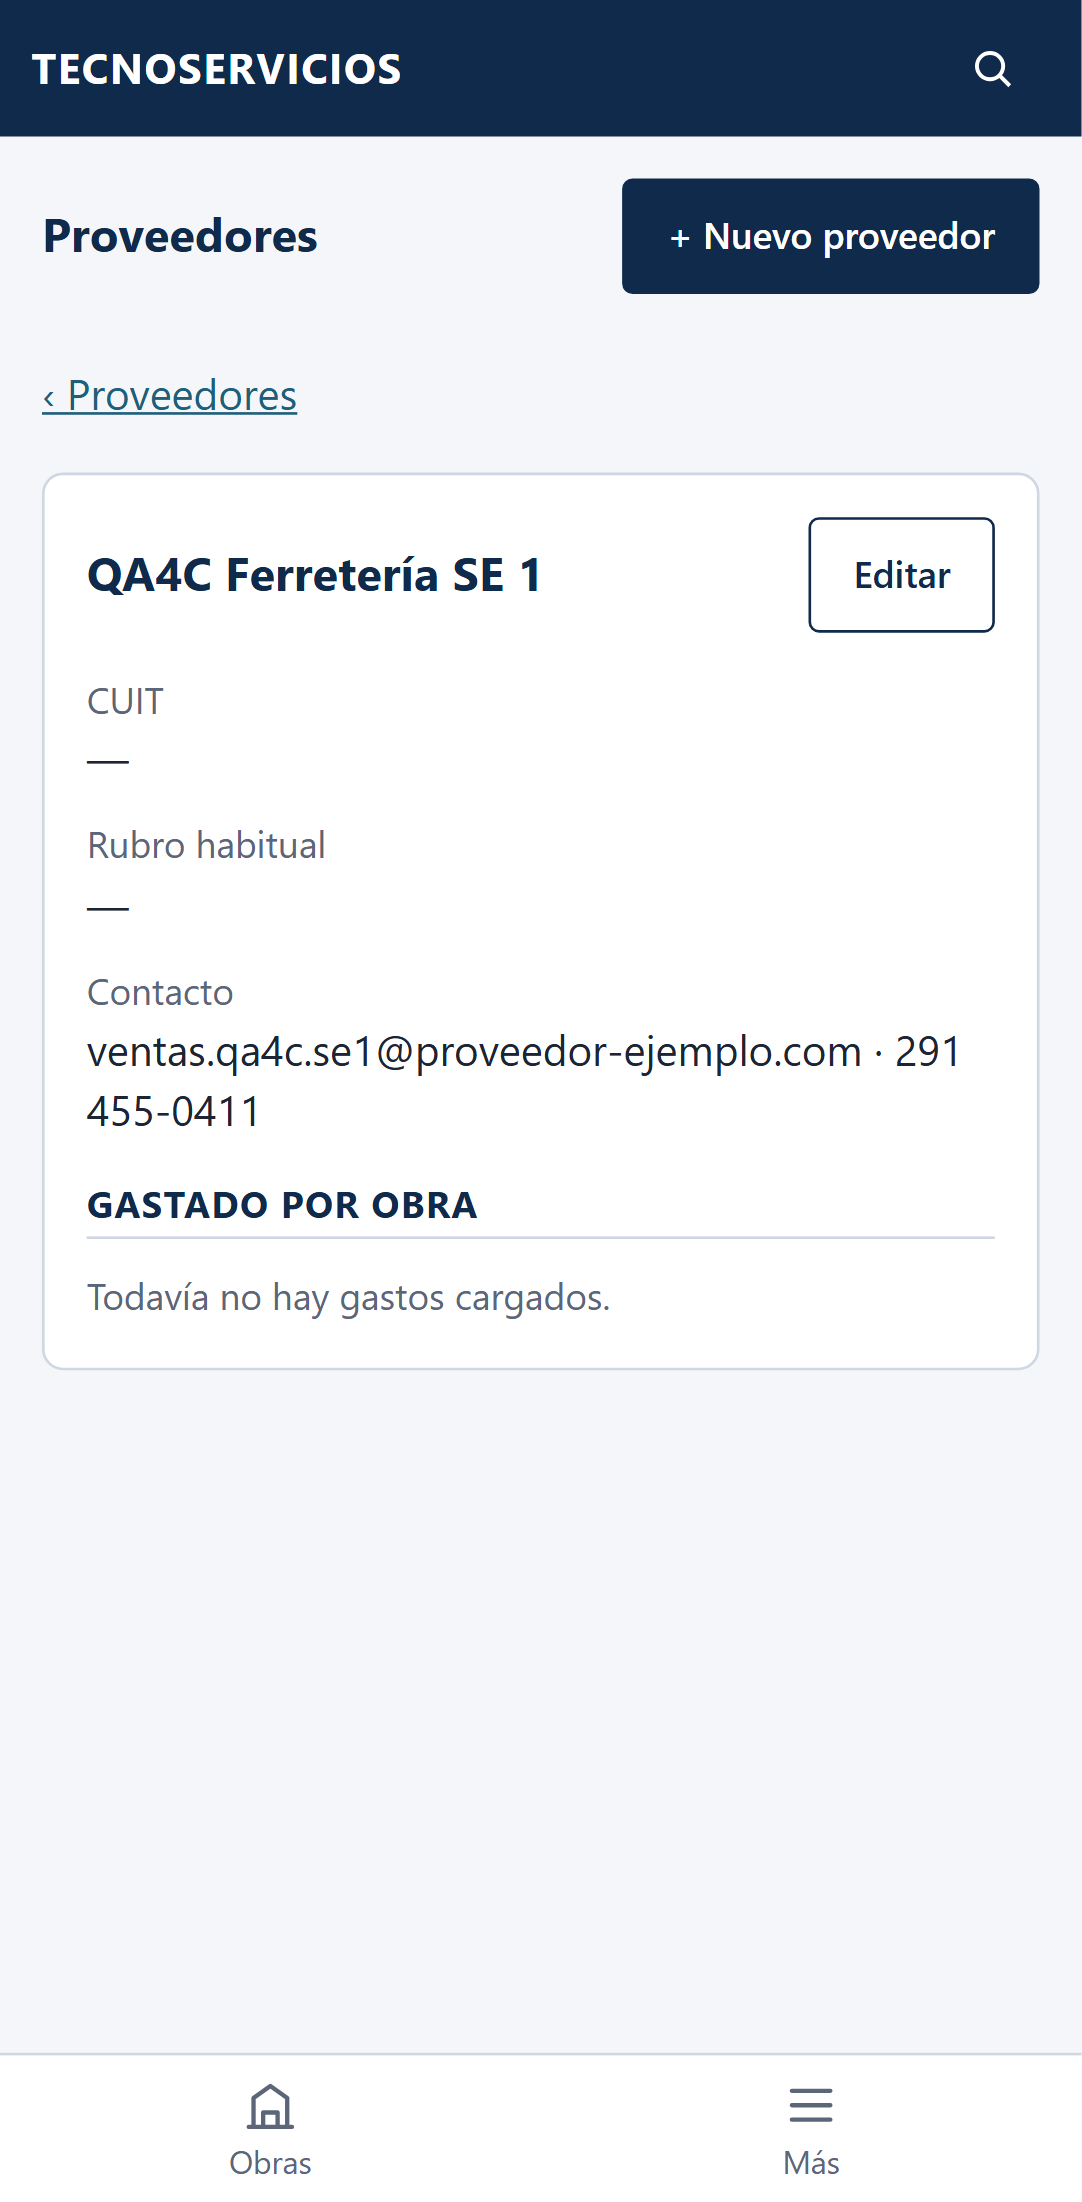 TECNOSERVICIOS
Proveedores
+ Nuevo proveedor
‹ Proveedores
QA4C Ferretería SE 1
Editar
CUIT
—
Rubro habitual
—
Contacto
ventas.qa4c.se1@proveedor-ejemplo.com · 291
455-0411
GASTADO POR OBRA
Todavía no hay gastos cargados.
Obras
Más